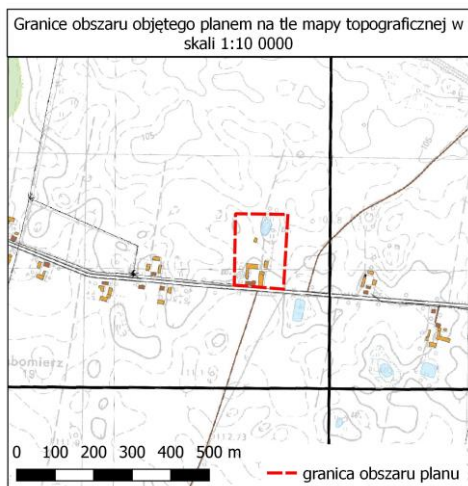 Granice obszaru objętego planem na tle mapy topograficznej w
skali 1:10 0000
0 100 200 300 400 500 m
granica obszaru planu